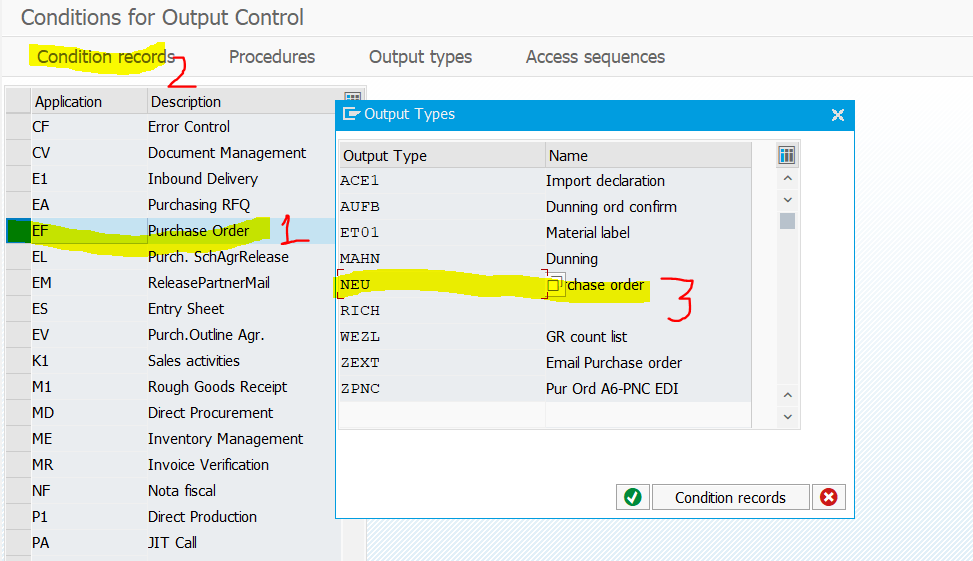 Conditions for Output Control
Condition records Procedures Output types Access sequences
2
Application Description
CF Error Control
CV Document Management
E1 Inbound Delivery
EA Purchasing RFQ
EF Purchase Order 1
EL Purch. SchAgrRelease
EM ReleasePartnerMail
ES Entry Sheet
EV Purch.Outline Agr.
K1 Sales activities
M1 Rough Goods Receipt
MD Direct Procurement
ME Inventory Management
MR Invoice Verification
NF Nota fiscal
P1 Direct Production
PA JIT Call
Output Types
Output Type Name
ACE1 Import declaration
AUFB Dunning ord confirm
ET01 Material label
MAHN Dunning
NEU chase order 3
RICH
WEZL GR count list
ZEXT Email Purchase order
ZPNC Pur Ord A6-PNC EDI
Condition records